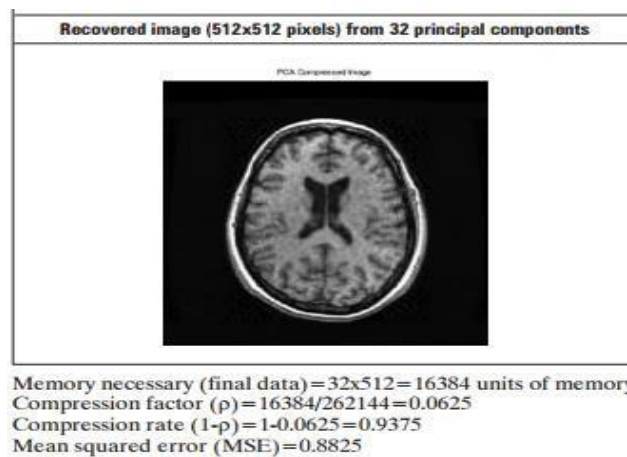 Recovered image (512x512 pixels) from 32 principal components
PCA Compressed Image
Memory necessary (final data)=32x512=16384 units of memory
Compression factor (ρ)=16384/262144=0.0625
Compression rate (1-ρ)=1-0.0625=0.9375
Mean squared error (MSE)=0.8825